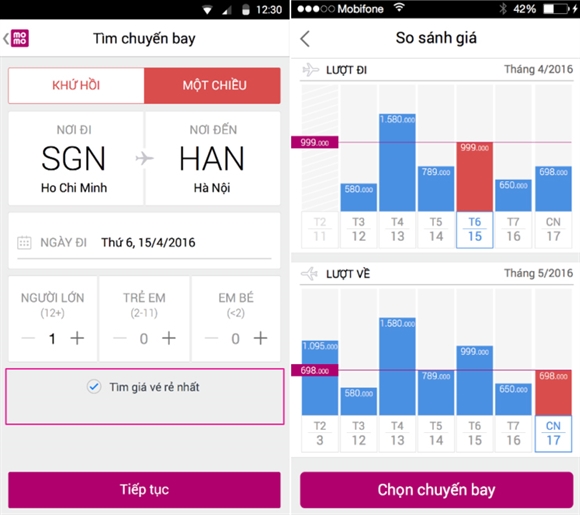 12:30
mo
mo
Tìm chuyến bay
KHỨ HỒI
MỘT CHIỀU
NƠI ĐI
NƠI ĐẾN
SGN
HAN
Ho Chi Minh
Hà Nội
NGÀY ĐI Thứ 6, 15/4/2016
NGƯỜI LỚN
(12+)
TRẺ EM
(2-11)
EM BÉ
(<2)
— 1 +
— 0 +
— 0 +
Tìm giá vé rẻ nhất
Tiếp tục
Mobifone 42%
So sánh giá
LƯỢT ĐI Tháng 4/2016
999.000
580.000
1.580.000
789.000
999.000
650.000
698.000
T2 T3 T4 T5 T6 T7 CN
11 12 13 14 15 16 17
LƯỢT VỀ Tháng 5/2016
698.000
1.095.000
580.000
1.580.000
789.000
999.000
650.000
698.000
T2 T3 T4 T5 T6 T7 CN
3 12 13 14 15 16 17
Chọn chuyến bay